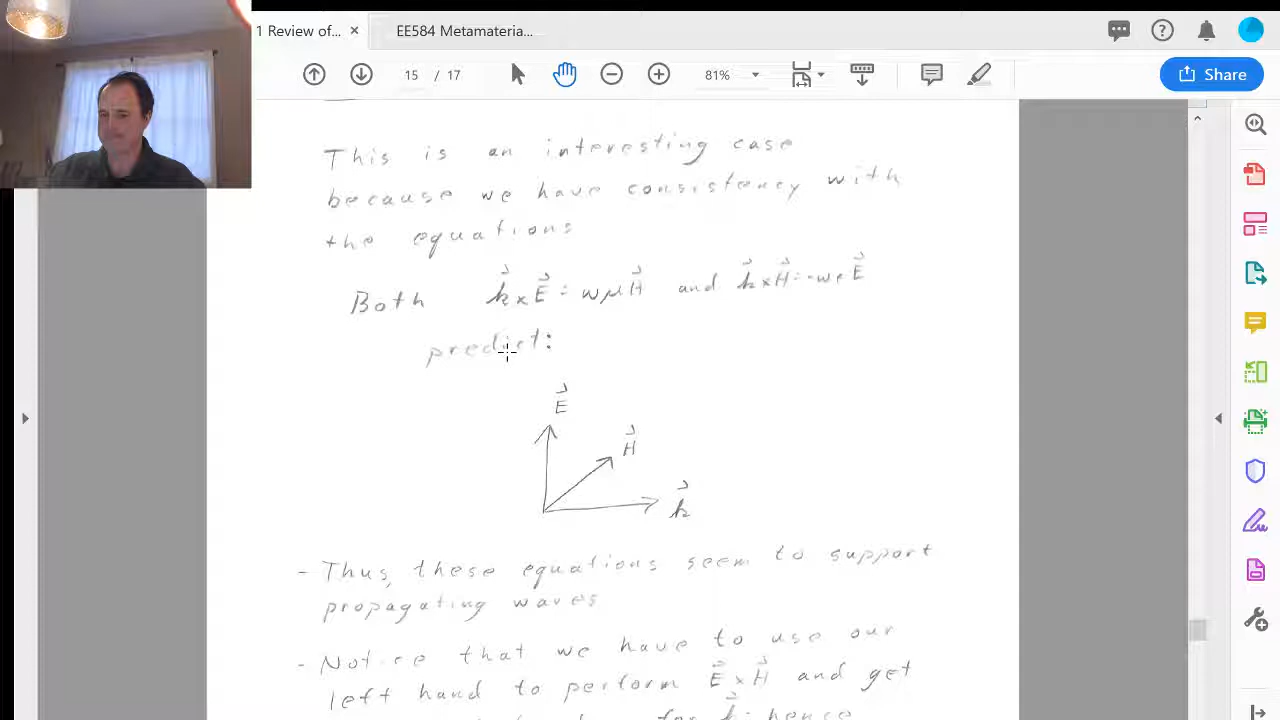 1 Review of...
EE584 Metamateria...
15 / 17
81%
Share
This is an interesting case
because we have consistency with
the equations
Both k⃗ x E⃗ = ωμH⃗ and k⃗ x H⃗ = -ωεE⃗
predict:
E⃗
H⃗
k⃗
- Thus, these equations seem to support
propagating waves
- Notice that we have to use our
left hand to perform E⃗ x H⃗ and get
for k⃗: hence